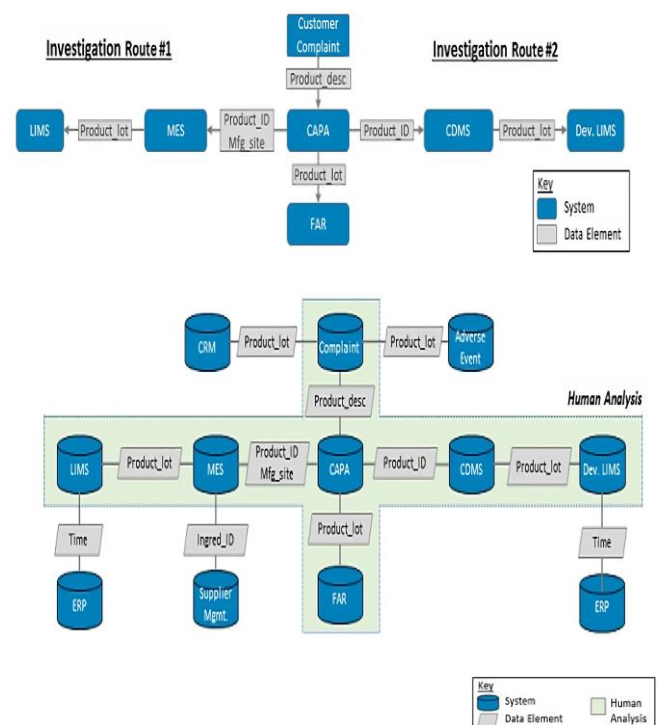 Customer
Complaint
Investigation Route #1
Investigation Route #2
Product_desc
LIMS
Product_lot
MES
Product_ID
Mfg_site
CAPA
Product_ID
CDMS
Product_lot
Dev. LIMS
Product_lot
FAR
Key
System
Data Element
CRM
Product_lot
Complaint
Product_lot
Adverse
Event
Product_desc
Human Analysis
LIMS
Product_lot
MES
Product_ID
Mfg_site
CAPA
Product_ID
CDMS
Product_lot
Dev. LIMS
Time
Ingred_ID
Product_lot
Time
ERP
Supplier
Mgmt.
FAR
ERP
Key
System
Data Element
Human
Analysis